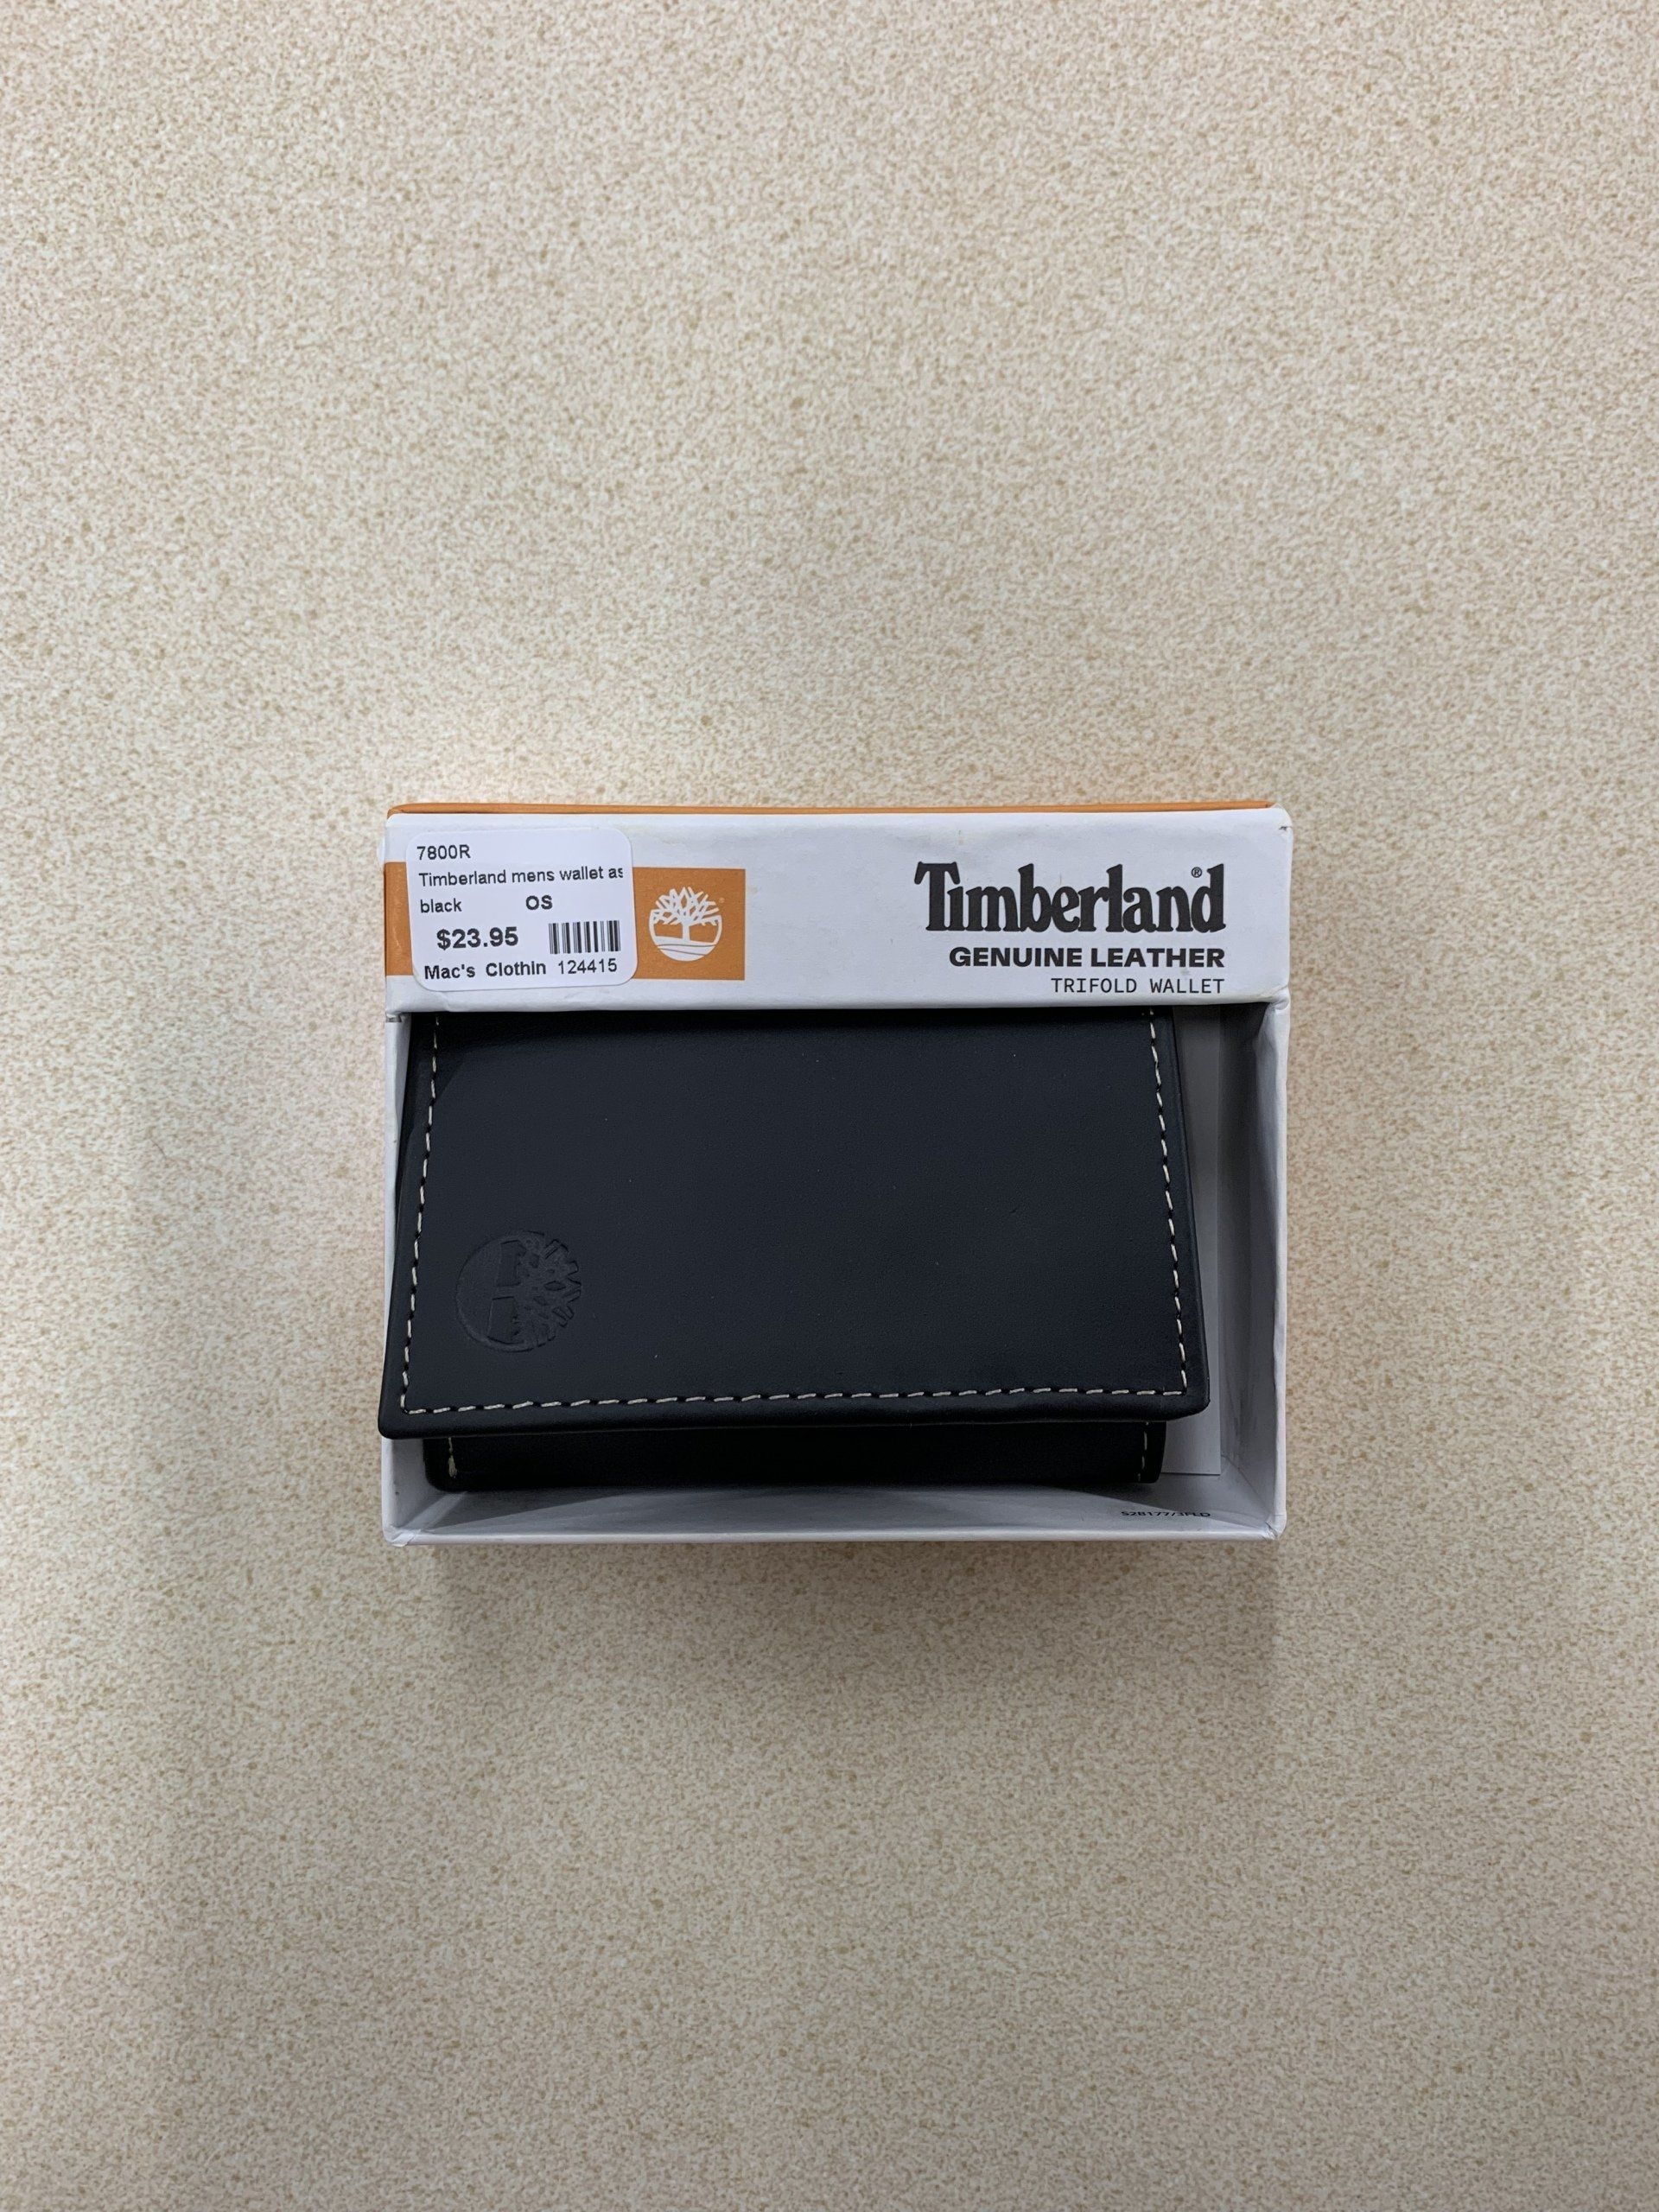 7800R
Timberland mens wallet as
black OS
$23.95
Mac's Clothin 124415
Timberland®
GENUINE LEATHER
TRIFOLD WALLET